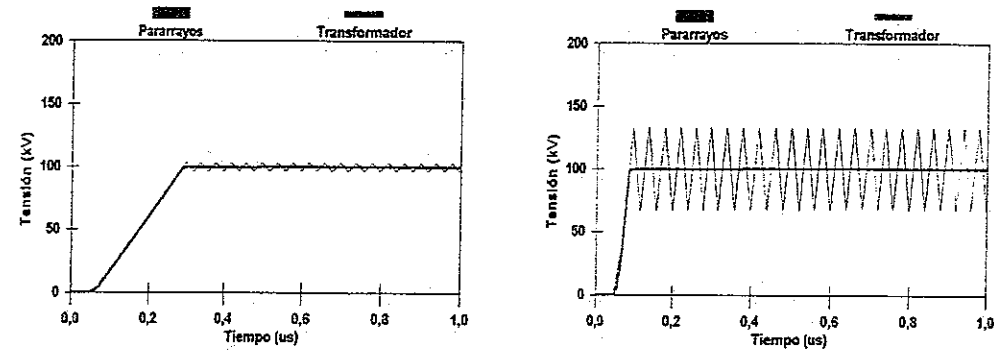 Pararrayos Transformador
200
150
100
50
0
Tensión (kV)
0,0 0,2 0,4 0,6 0,8 1,0
Tiempo (us)
Pararrayos Transformador
200
150
100
50
0
Tensión (kV)
0,0 0,2 0,4 0,6 0,8 1,0
Tiempo (us)